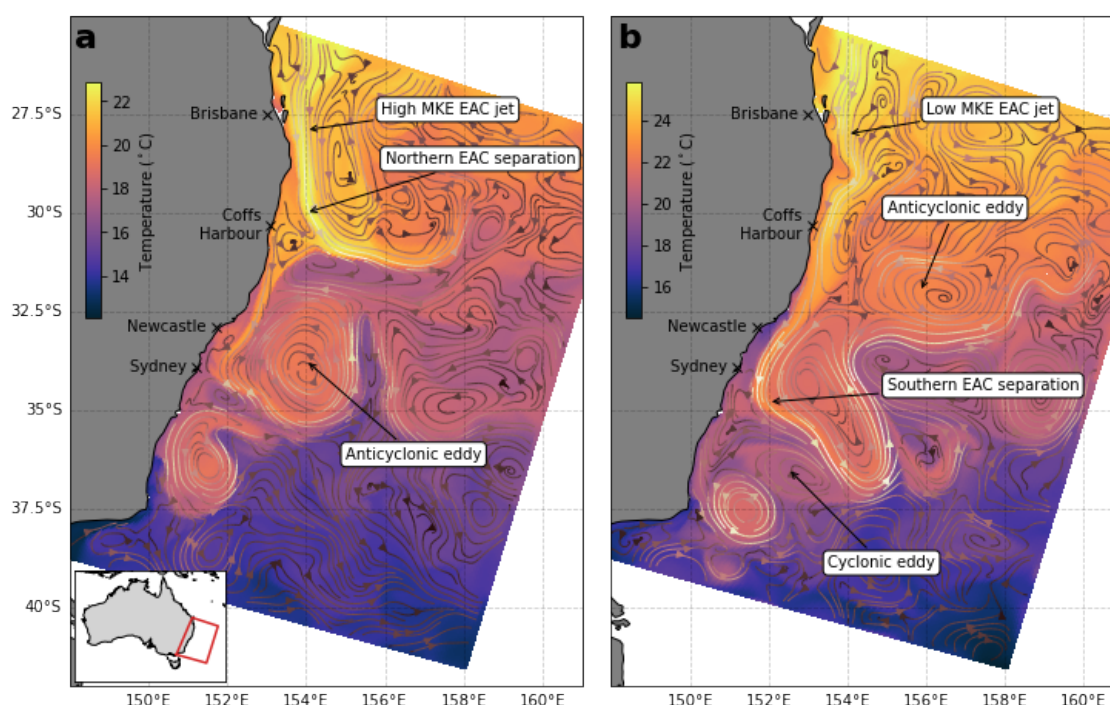 a
22
20
18
16
14
Temperature (°C)
27.5°S
30°S
32.5°S
35°S
37.5°S
40°S
Brisbane
Coffs
Harbour
Newcastle
Sydney
High MKE EAC jet
Northern EAC separation
Anticyclonic eddy
150°E
152°E
154°E
156°E
158°E
160°E
b
24
22
20
18
16
Temperature (°C)
Brisbane
Coffs
Harbour
Newcastle
Sydney
Low MKE EAC jet
Anticyclonic eddy
Southern EAC separation
Cyclonic eddy
150°E
152°E
154°E
156°E
158°E
160°E